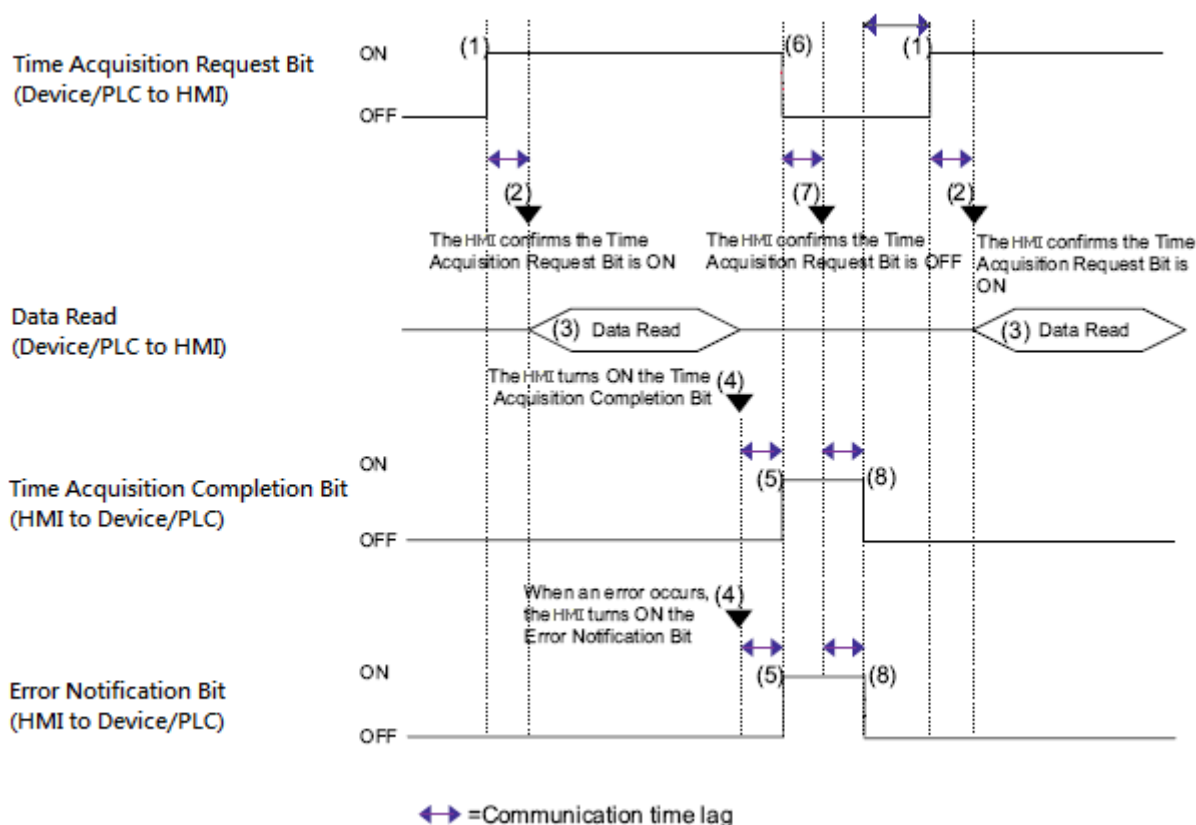 ON
(1)
(6)
(1)
Time Acquisition Request Bit
(Device/PLC to HMI)
OFF
(2)
(7)
(2)
The HMI confirms the Time
Acquisition Request Bit is ON
The HMI confirms the Time
Acquisition Request Bit is OFF
The HMI confirms the Time
Acquisition Request Bit is
ON
Data Read
(Device/PLC to HMI)
(3) Data Read
(3) Data Read
The HMI turns ON the Time
Acquisition Completion Bit
(4)
ON
Time Acquisition Completion Bit
(HMI to Device/PLC)
(5)
(8)
OFF
When an error occurs,
the HMI turns ON the
Error Notification Bit
(4)
ON
Error Notification Bit
(HMI to Device/PLC)
(5)
(8)
OFF
=Communication time lag